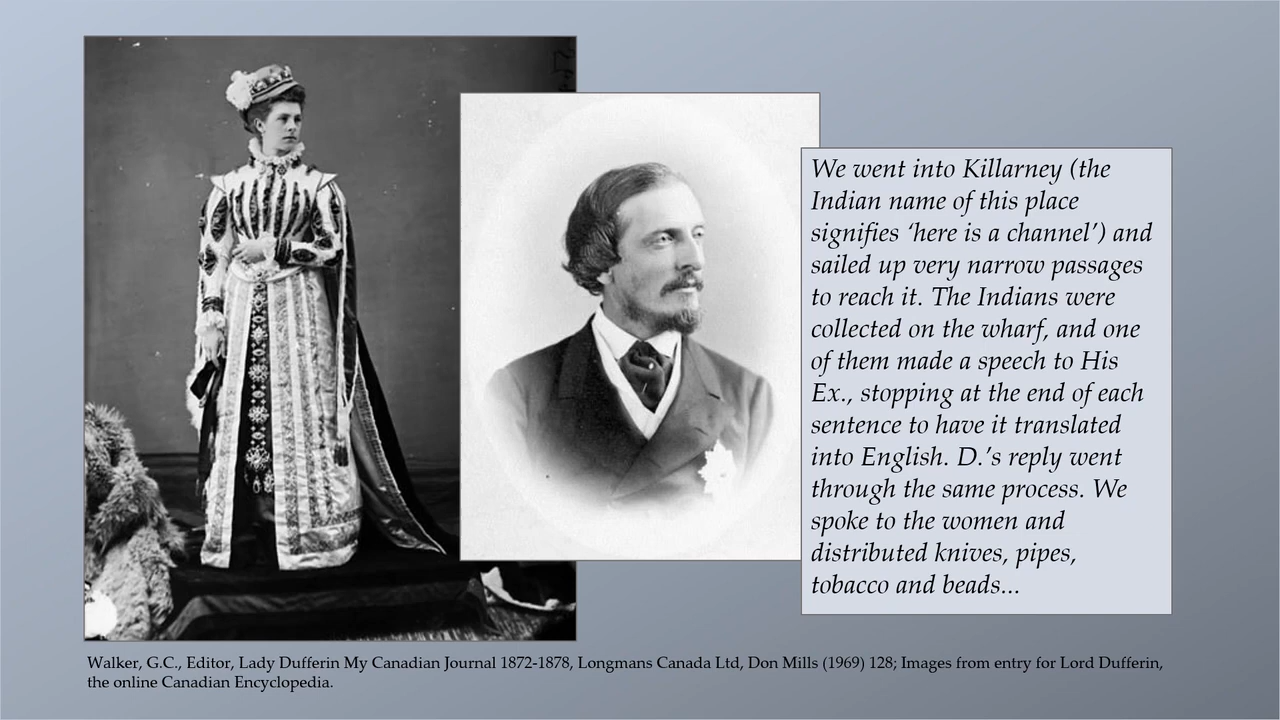 We went into Killarney (the
Indian name of this place
signifies ‘here is a channel’) and
sailed up very narrow passages
to reach it. The Indians were
collected on the wharf, and one
of them made a speech to His
Ex., stopping at the end of each
sentence to have it translated
into English. D.’s reply went
through the same process. We
spoke to the women and
distributed knives, pipes,
tobacco and beads...
Walker, G.C., Editor, Lady Dufferin My Canadian Journal 1872-1878, Longmans Canada Ltd, Don Mills (1969) 128; Images from entry for Lord Dufferin,
the online Canadian Encyclopedia.